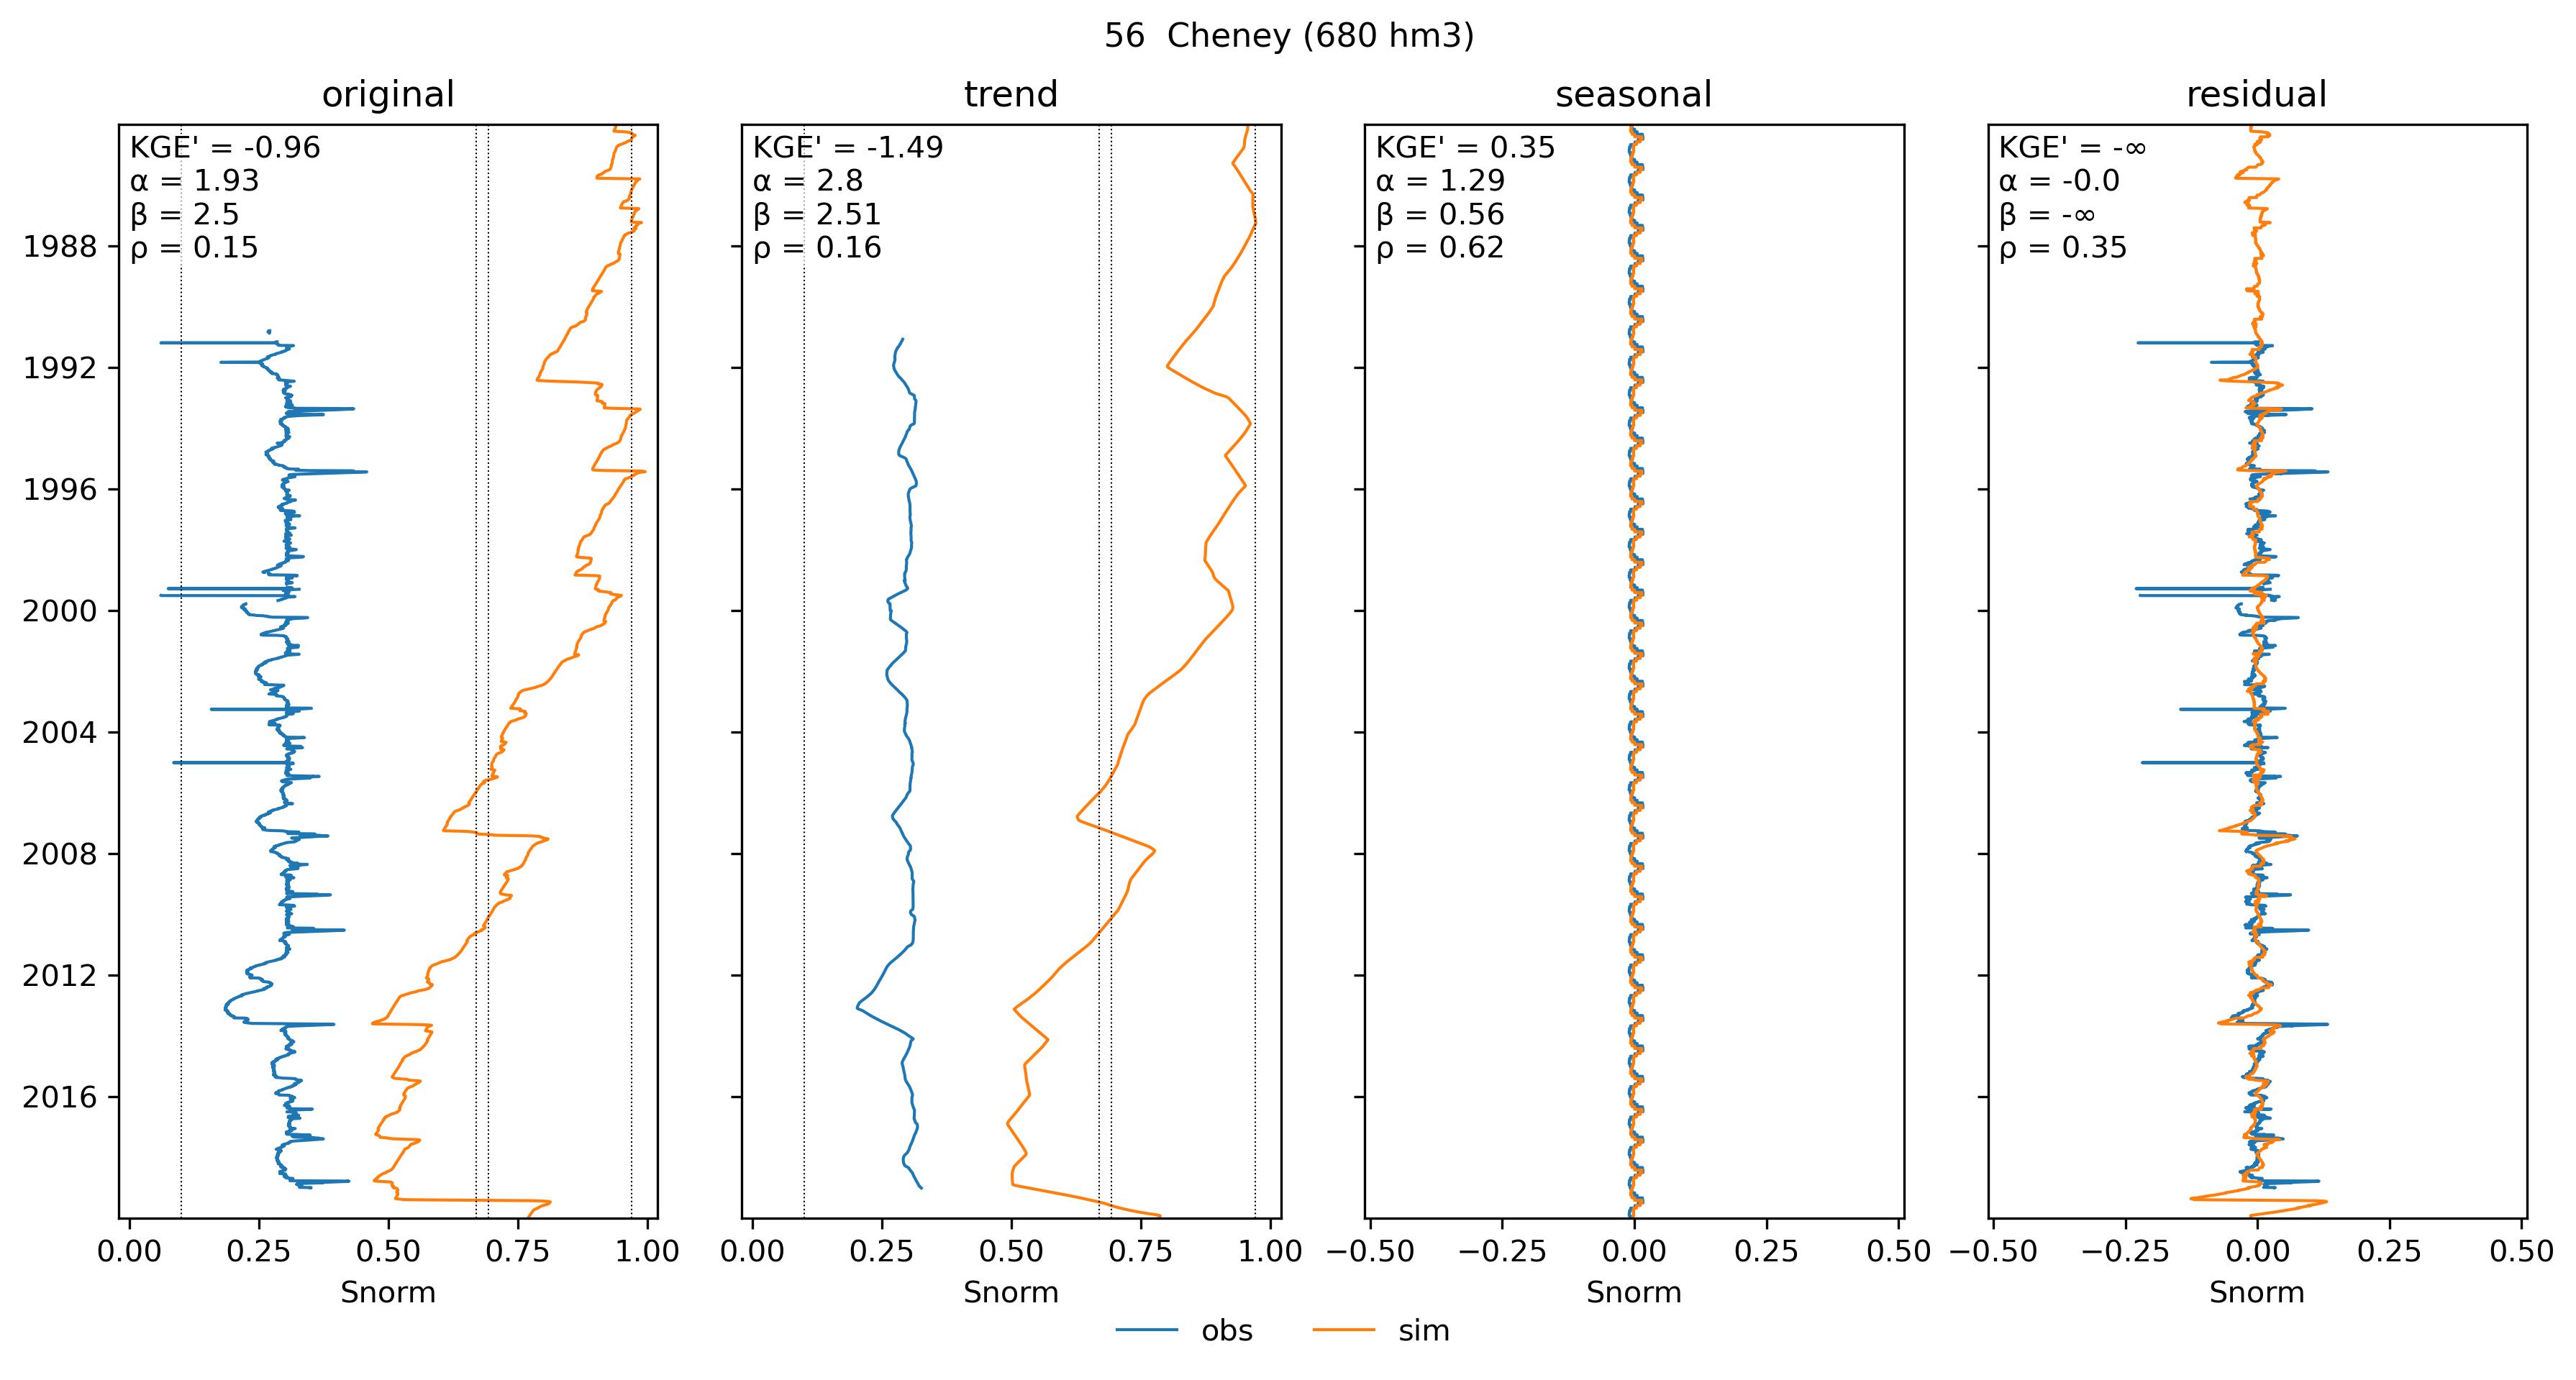 56  Cheney (680 hm3)
original
trend
seasonal
residual
KGE' = -0.96
α = 1.93
β = 2.5
ρ = 0.15
KGE' = -1.49
α = 2.8
β = 2.51
ρ = 0.16
KGE' = 0.35
α = 1.29
β = 0.56
ρ = 0.62
KGE' = -∞
α = -0.0
β = -∞
ρ = 0.35
1988
1992
1996
2000
2004
2008
2012
2016
0.00 0.25 0.50 0.75 1.00
0.00 0.25 0.50 0.75 1.00
−0.50 −0.25 0.00 0.25 0.50
−0.50 −0.25 0.00 0.25 0.50
Snorm
Snorm
Snorm
Snorm
obs
sim